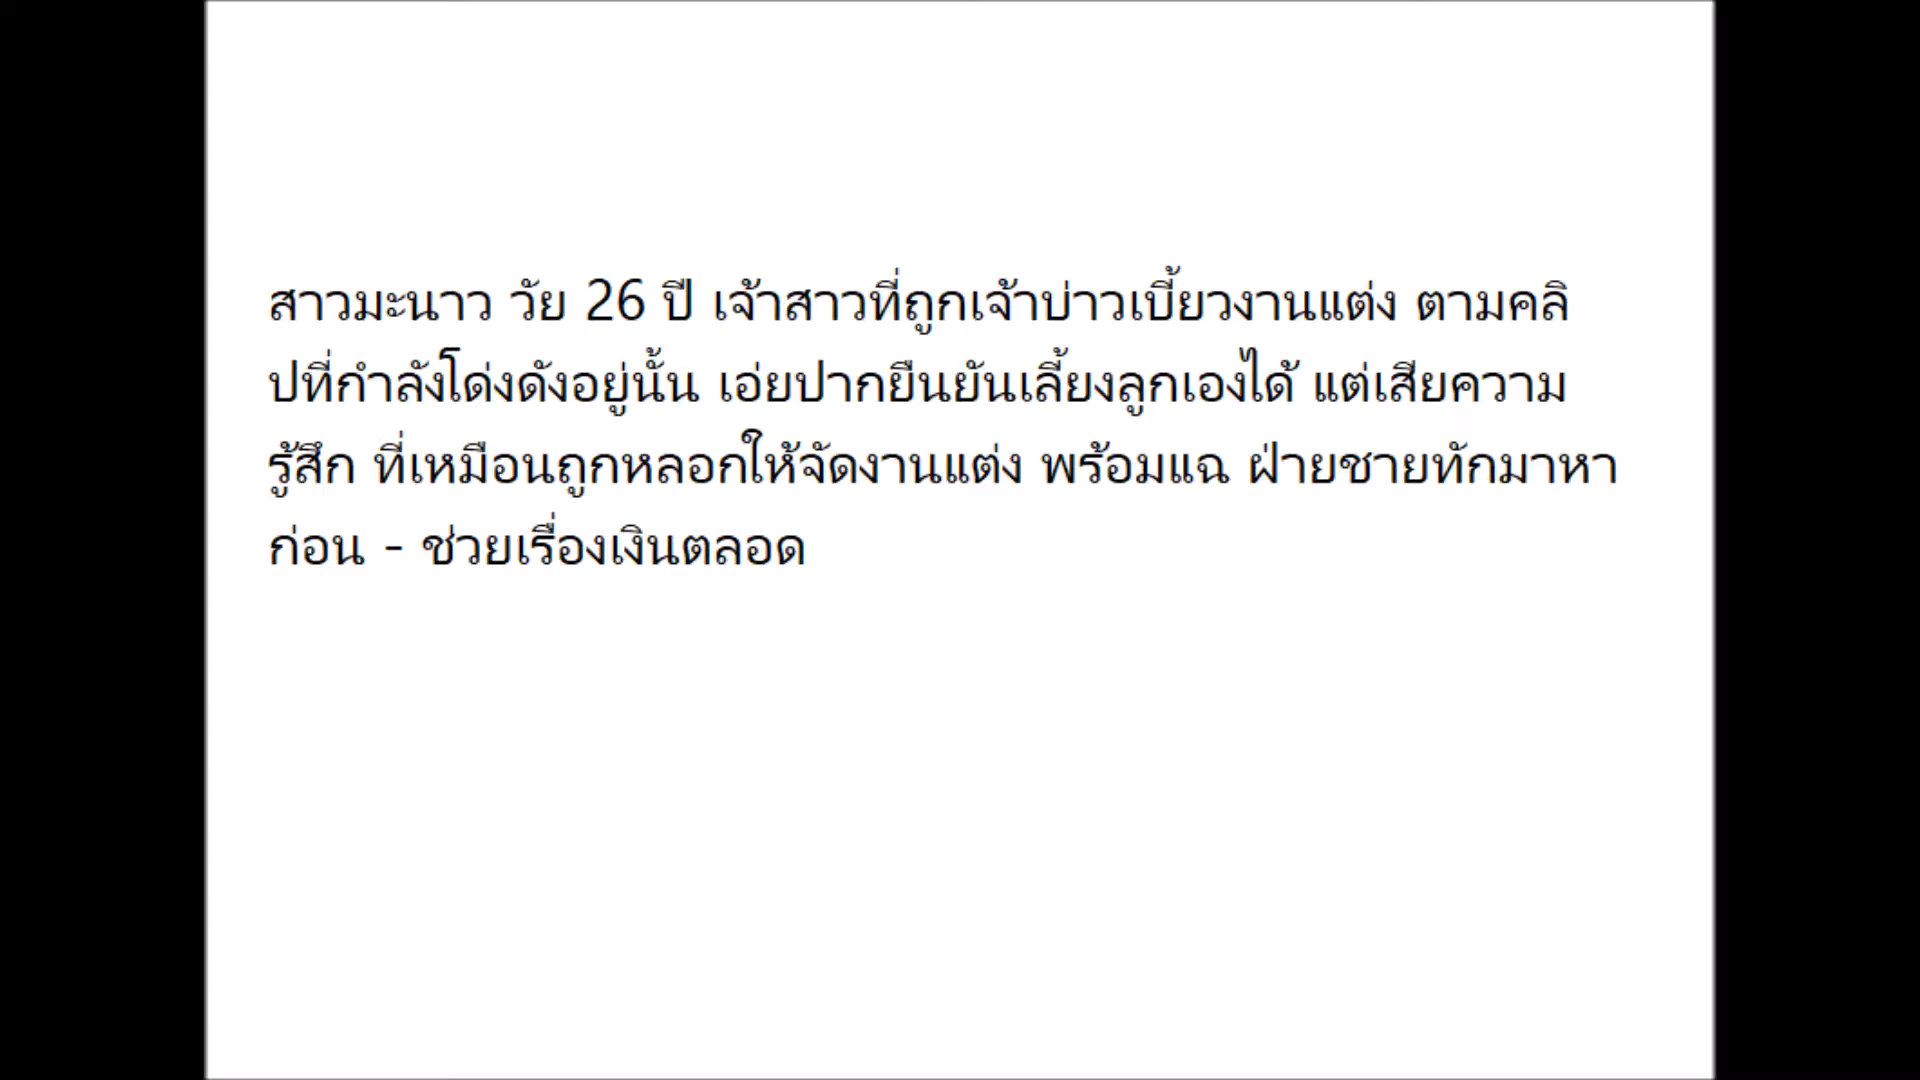 สาวมะนาว วัย 26 ปี เจ้าสาวที่ถูกเจ้าบ่าวเบี้ยวงานแต่ง ตามคลิ
ปที่กำลังโด่งดังอยู่นั้น เอ่ยปากยืนยันเลี้ยงลูกเองได้ แต่เสียความ
รู้สึก ที่เหมือนถูกหลอกให้จัดงานแต่ง พร้อมแฉ ฝ่ายชายทักมาหา
ก่อน - ช่วยเรื่องเงินตลอด